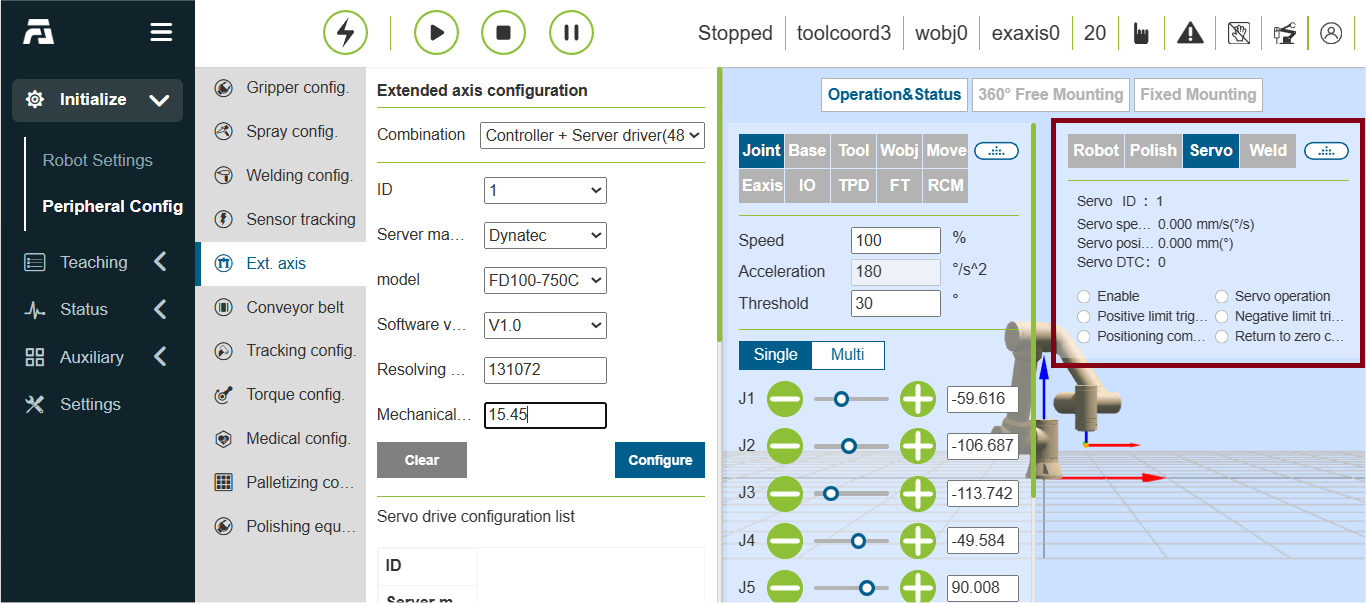 Stopped toolcoord3 wobj0 exaxis0 20
Initialize
Robot Settings
Peripheral Config
Teaching
Status
Auxiliary
Settings
Gripper config.
Spray config.
Welding config.
Sensor tracking
Ext. axis
Conveyor belt
Tracking config.
Torque config.
Medical config.
Palletizing co…
Polishing equ…
Extended axis configuration
Combination Controller + Server driver(48
ID 1
Server ma… Dynatec
model FD100-750C
Software v… V1.0
Resolving … 131072
Mechanical… 15.45
Clear Configure
Servo drive configuration list
ID
Server m…
Operation&Status 360° Free Mounting Fixed Mounting
Joint Base Tool Wobj Move
Eaxis IO TPD FT RCM
Speed 100 %
Acceleration 180 °/s^2
Threshold 30 °
Single Multi
J1 -59.616
J2 -106.687
J3 -113.742
J4 -49.584
J5 90.008
Robot Polish Servo Weld
Servo ID : 1
Servo spe… 0.000 mm/s(°/s)
Servo posi… 0.000 mm(°)
Servo DTC: 0
Enable Servo operation
Positive limit trig… Negative limit tri…
Positioning com… Return to zero c…